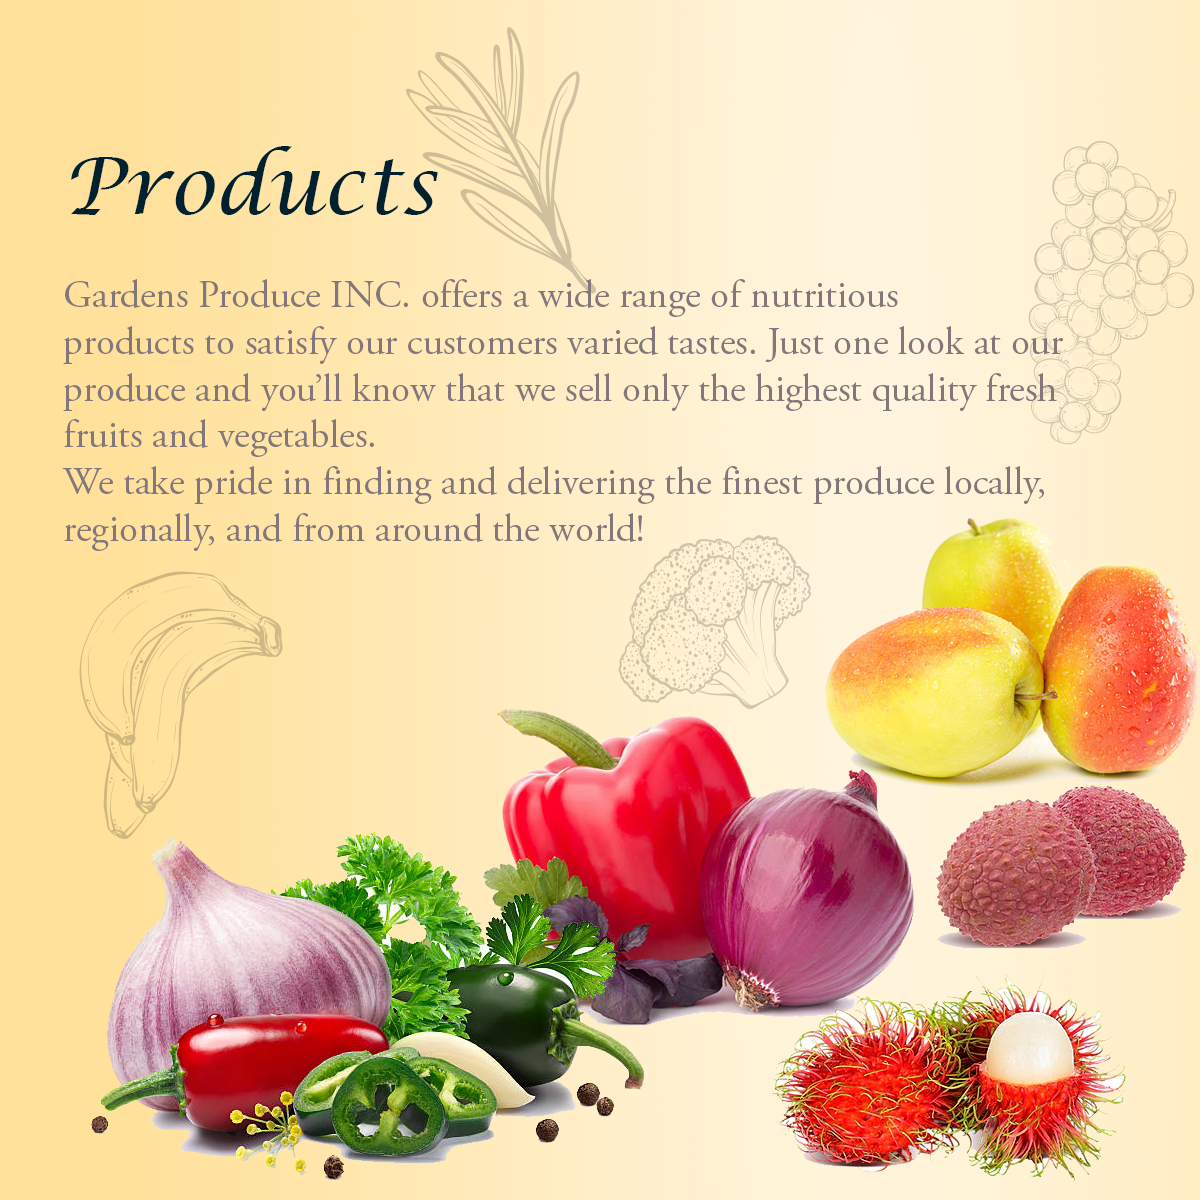 Products
Gardens Produce INC. offers a wide range of nutritious
products to satisfy our customers varied tastes. Just one look at our
produce and you’ll know that we sell only the highest quality fresh
fruits and vegetables.
We take pride in finding and delivering the finest produce locally,
regionally, and from around the world!